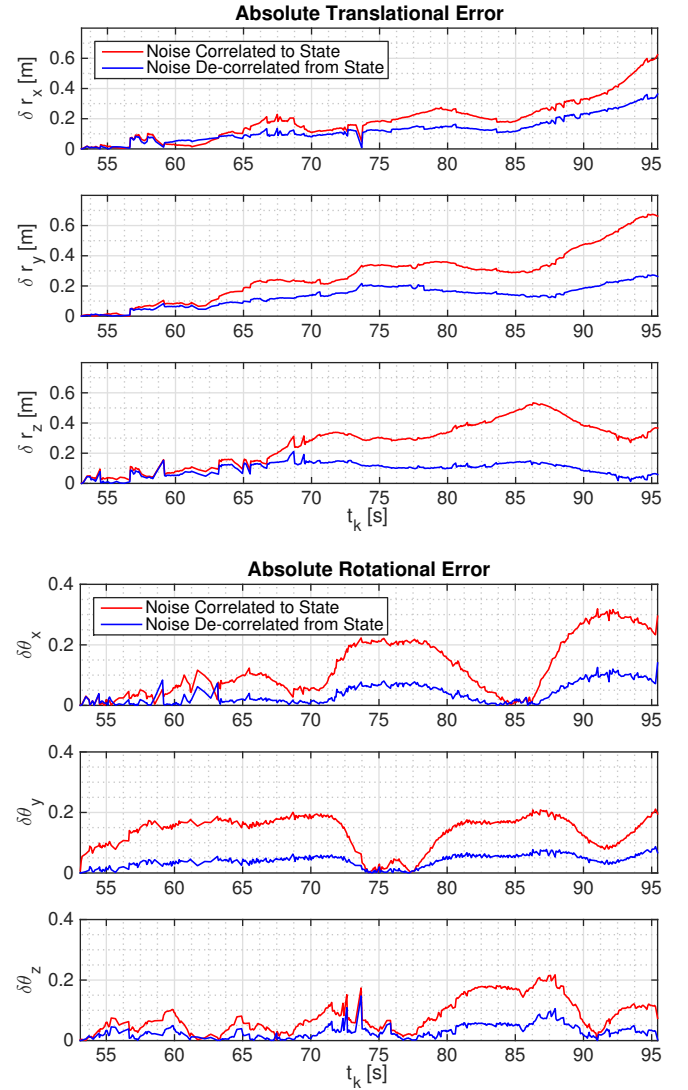 Absolute Translational Error
δ r_x [m]
0.6
0.4
0.2
0
Noise Correlated to State
Noise De-correlated from State
55 60 65 70 75 80 85 90 95
δ r_y [m]
0.6
0.4
0.2
0
55 60 65 70 75 80 85 90 95
δ r_z [m]
0.6
0.4
0.2
0
55 60 65 70 75 80 85 90 95
t_k [s]
Absolute Rotational Error
δθ_x
0.4
0.2
0
Noise Correlated to State
Noise De-correlated from State
55 60 65 70 75 80 85 90 95
δθ_y
0.4
0.2
0
55 60 65 70 75 80 85 90 95
δθ_z
0.4
0.2
0
55 60 65 70 75 80 85 90 95
t_k [s]